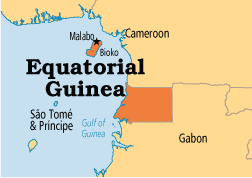 Malabo
Cameroon
Bioko
Equatorial
Guinea
São Tomé
& Príncipe
Gulf of
Guinea
Gabon